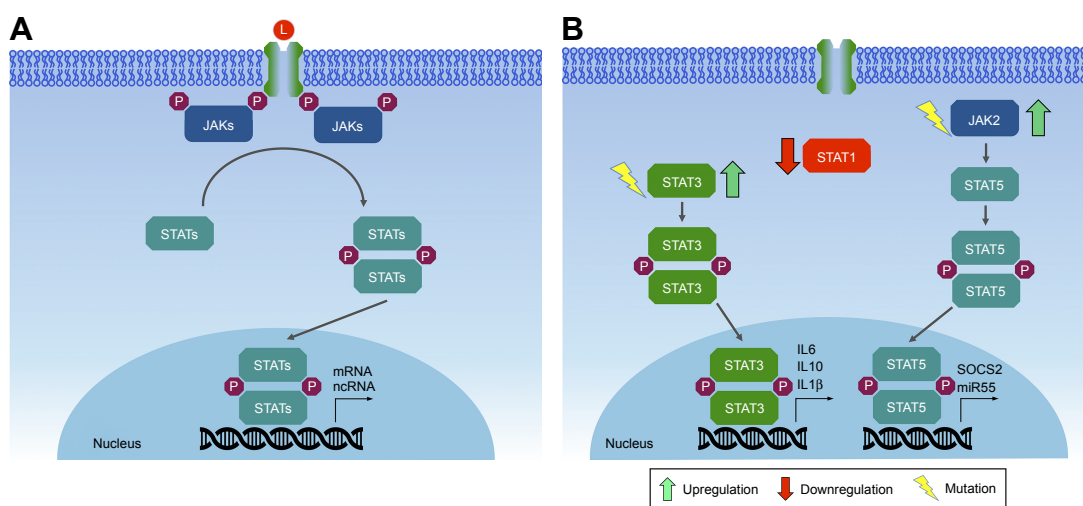 A
L
P
P
P
P
JAKs
JAKs
STATs
STATs
P
P
STATs
STATs
P
P
STATs
mRNA
ncRNA
Nucleus
B
JAK2
STAT1
STAT3
STAT5
STAT3
P
P
STAT3
STAT5
P
P
STAT5
STAT3
P
P
STAT3
IL6
IL10
IL1β
STAT5
P
P
STAT5
SOCS2
miR55
Nucleus
Upregulation
Downregulation
Mutation